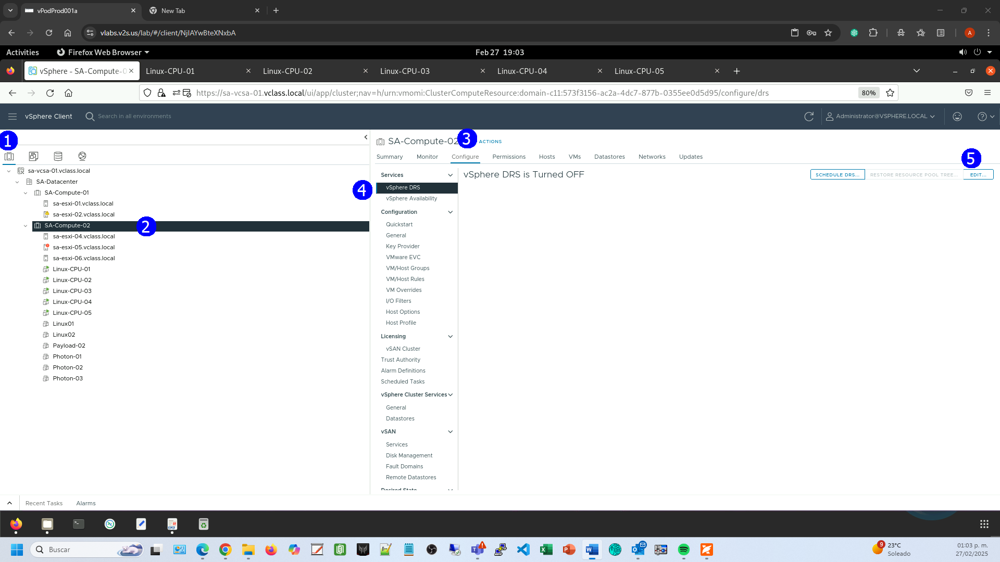 vPodProd001a
New Tab
vlabs.v2s.us/lab/#/client/NjlAYwBteXNxbA
A
Activities
Firefox Web Browser
Feb 27 19:03
vSphere - SA-Compute-0
Linux-CPU-01
Linux-CPU-02
Linux-CPU-03
Linux-CPU-04
Linux-CPU-05
https://sa-vcsa-01.vclass.local/ui/app/cluster;nav=h/urn:vmomi:ClusterComputeResource:domain-c11:573f3156-ac2a-4dc7-877b-0355ee0d5d95/configure/drs
80%
vSphere Client
Search in all environments
Administrator@VSPHERE.LOCAL
1
sa-vcsa-01.vclass.local
SA-Datacenter
SA-Compute-01
sa-esxi-01.vclass.local
sa-esxi-02.vclass.local
SA-Compute-02
2
sa-esxi-04.vclass.local
sa-esxi-05.vclass.local
sa-esxi-06.vclass.local
Linux-CPU-01
Linux-CPU-02
Linux-CPU-03
Linux-CPU-04
Linux-CPU-05
Linux01
Linux02
Payload-02
Photon-01
Photon-02
Photon-03
SA-Compute-02
3
ACTIONS
Summary
Monitor
Configure
Permissions
Hosts
VMs
Datastores
Networks
Updates
5
4
Services
vSphere DRS
vSphere Availability
Configuration
Quickstart
General
Key Provider
VMware EVC
VM/Host Groups
VM/Host Rules
VM Overrides
I/O Filters
Host Options
Host Profile
Licensing
vSAN Cluster
Trust Authority
Alarm Definitions
Scheduled Tasks
vSphere Cluster Services
General
Datastores
vSAN
Services
Disk Management
Fault Domains
Remote Datastores
Desired State
vSphere DRS is Turned OFF
SCHEDULE DRS...
RESTORE RESOURCE POOL TREE...
EDIT...
Recent Tasks
Alarms
Buscar
9
23°C
Soleado
01:03 p. m.
27/02/2025